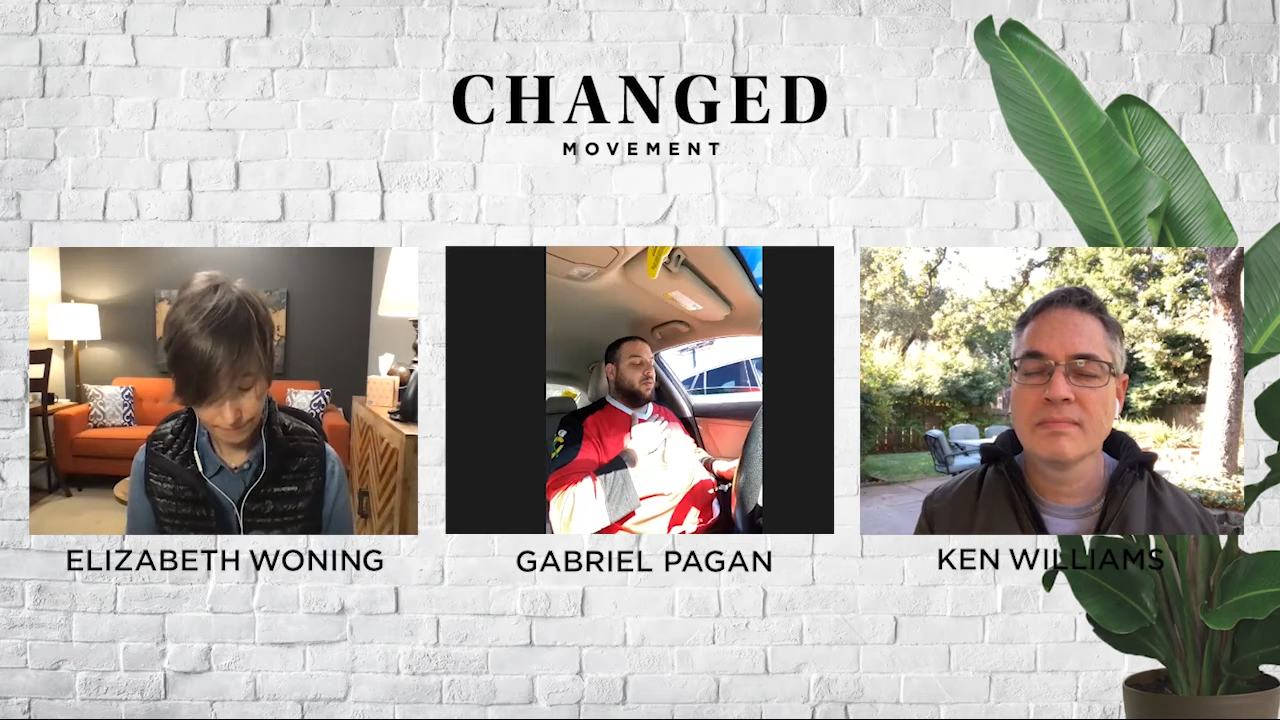 CHANGED
MOVEMENT
ELIZABETH WONING
GABRIEL PAGAN
KEN WILLIAMS